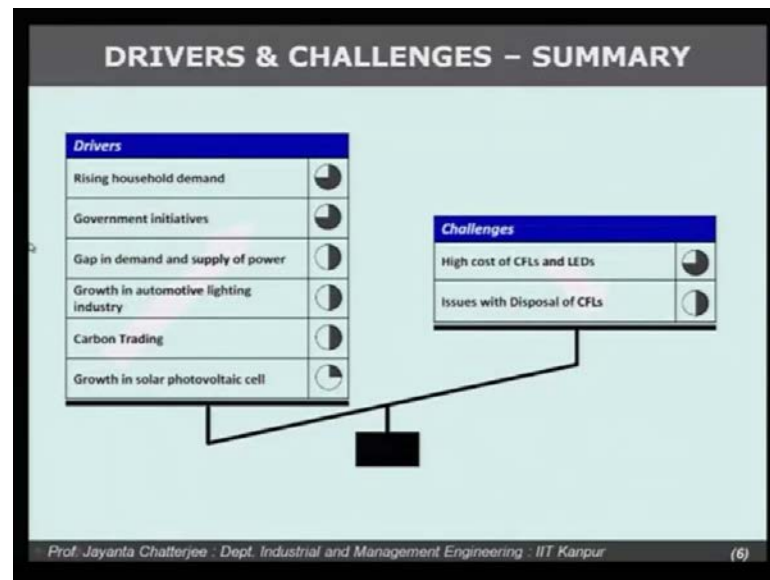 DRIVERS & CHALLENGES – SUMMARY
Drivers
Rising household demand
Government initiatives
Gap in demand and supply of power
Growth in automotive lighting
industry
Carbon Trading
Growth in solar photovoltaic cell
Challenges
High cost of CFLs and LEDs
Issues with Disposal of CFLs
Prof. Jayanta Chatterjee : Dept. Industrial and Management Engineering : IIT Kanpur
(6)